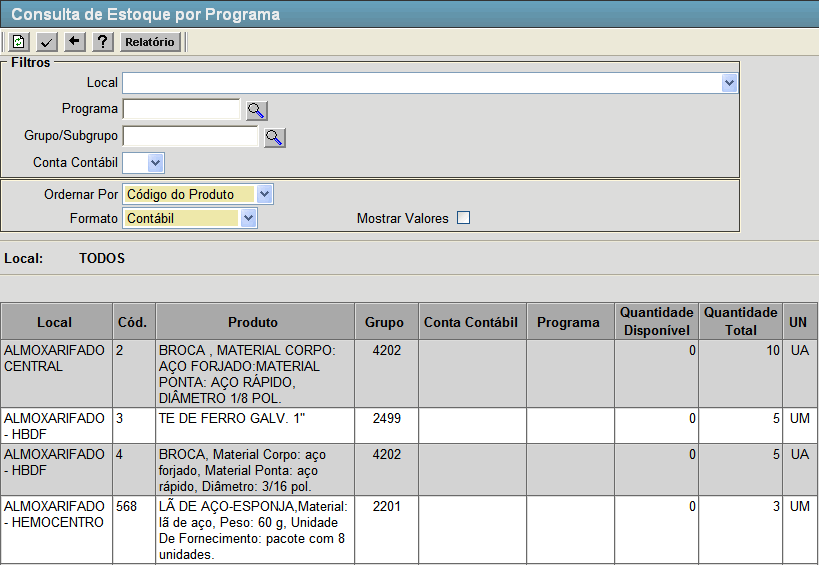 Consulta de Estoque por Programa
? Relatório
Filtros
Local
Programa
Grupo/Subgrupo
Conta Contábil
Ordernar Por Código do Produto
Formato Contábil Mostrar Valores
Local: TODOS
Local Cód. Produto Grupo Conta Contábil Programa Quantidade Disponível Quantidade Total UN
ALMOXARIFADO 2 BROCA , MATERIAL CORPO: 4202 0 10 UA
CENTRAL AÇO FORJADO:MATERIAL
PONTA: AÇO RÁPIDO,
DIÂMETRO 1/8 POL.
ALMOXARIFADO 3 TE DE FERRO GALV. 1" 2499 0 5 UM
- HBDF
ALMOXARIFADO 4 BROCA, Material Corpo: aço 4202 0 5 UA
- HBDF forjado, Material Ponta: aço
rápido, Diâmetro: 3/16 pol.
ALMOXARIFADO 568 LÃ DE AÇO-ESPONJA,Material: 2201 0 3 UM
- HEMOCENTRO lã de aço, Peso: 60 g, Unidade
De Fornecimento: pacote com 8
unidades.